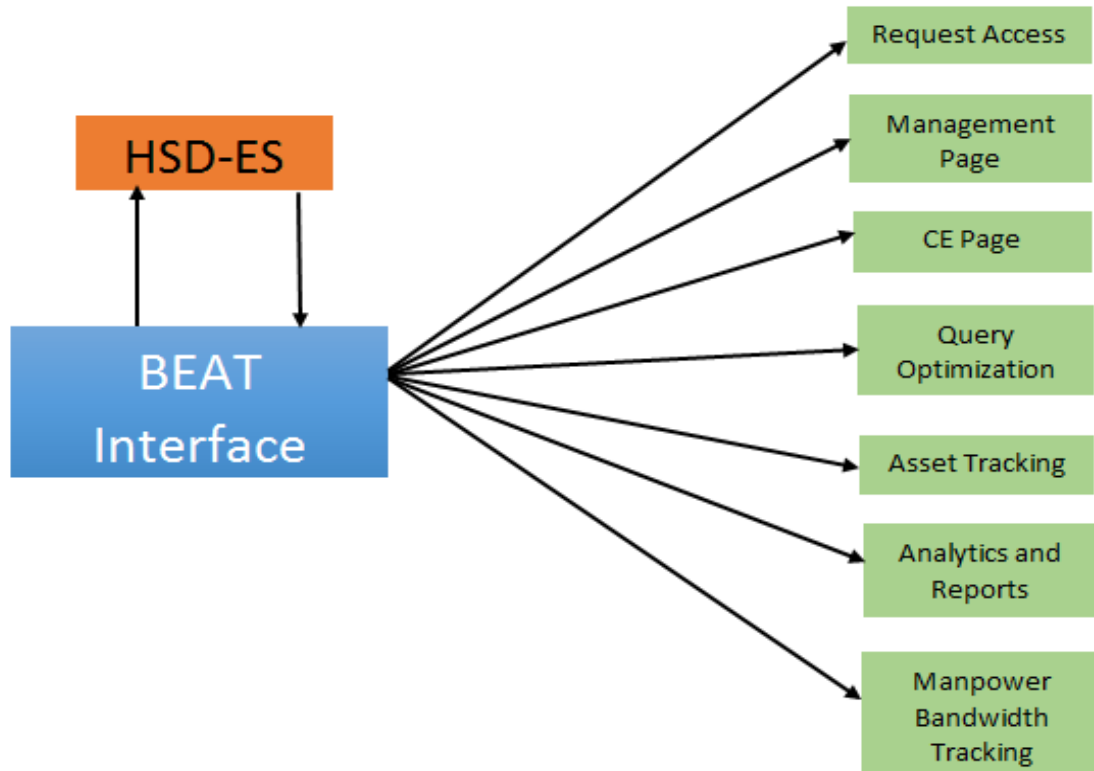 HSD-ES
BEAT
Interface
Request Access
Management
Page
CE Page
Query
Optimization
Asset Tracking
Analytics and
Reports
Manpower
Bandwidth
Tracking